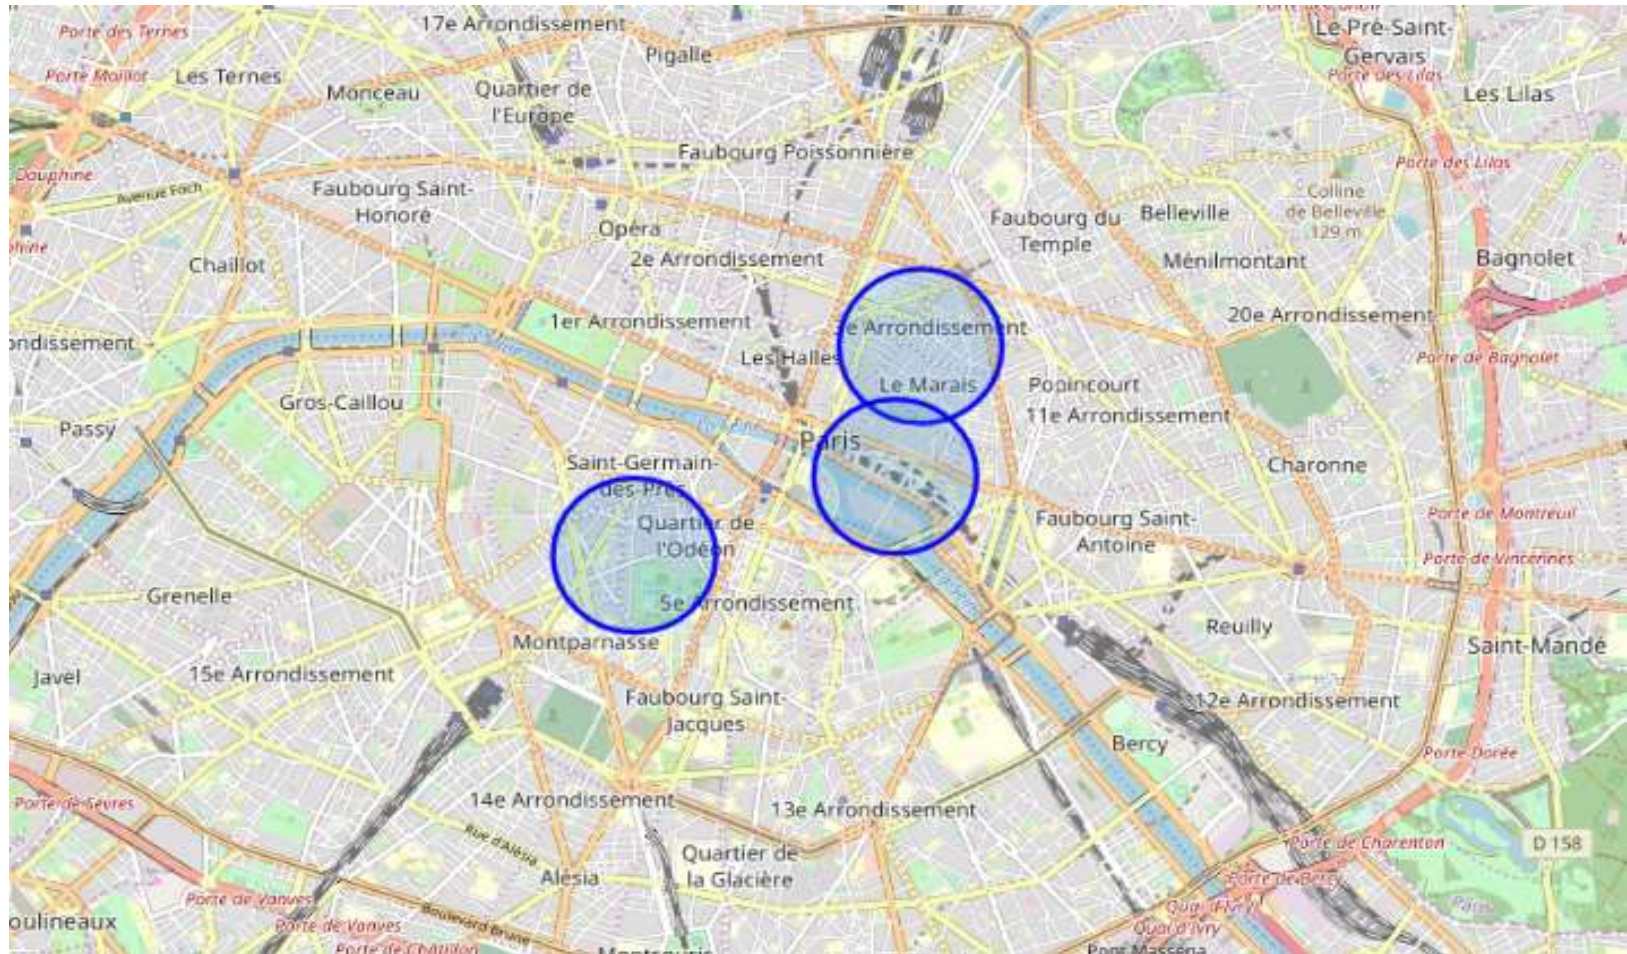 17e Arrondissement
Le-Pré-Saint-
Gervais
Porte des Ternes
Pigalle
Porte Maillot
Les Ternes
Porte des Lilas
Monceau
Quartier de
l'Europe
Les Lilas
Faubourg Poissonnière
Porte des Lilas
Dauphine
Avenue Foch
Faubourg Saint-
Honoré
Colline
de Belleville
129 m
Opéra
Faubourg du
Temple
Belleville
phine
Chaillot
2e Arrondissement
Ménilmontant
Bagnolet
1er Arrondissement
e Arrondissement
20e Arrondissement
ondissement
Les Halles
Porte de Bagnolet
Le Marais
Popincourt
Gros-Caillou
11e Arrondissement
Passy
Paris
Saint-Germain-
des-Prés
Charonne
Quartier de
l'Odéon
Faubourg Saint-
Antoine
Porte de Montreuil
Porte de Vincennes
Grenelle
5e Arrondissement
La Seine
Reuilly
Montparnasse
Saint-Mandé
Javel
15e Arrondissement
Faubourg Saint-
Jacques
12e Arrondissement
Bercy
Porte Dorée
Porte de Sèvres
14e Arrondissement
13e Arrondissement
Rue d'Alésia
Porte de Charenton
D 158
Quartier de
la Glacière
Alésia
Porte de Bercy
Porte de Vanves
Quai d'Ivry
Paris
oulineaux
Porte de Vanves
Boulevard Brune
Quai d'Ivry
Porte de Châtillon
Montsouris
Pont Masséna